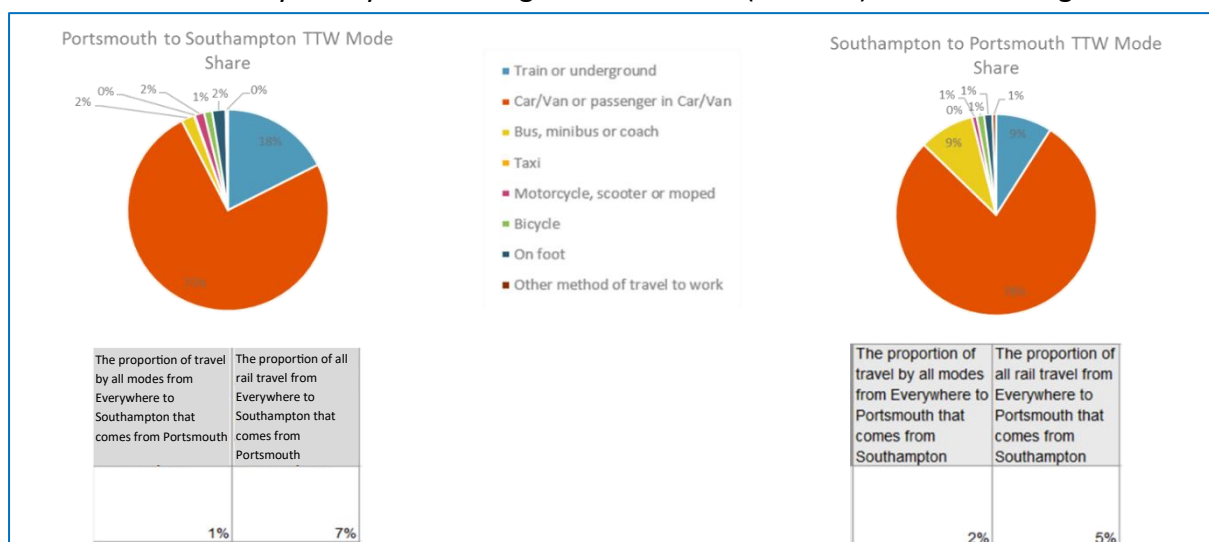 Portsmouth to Southampton TTW Mode
Share
2%
0%
2%
1%
2%
0%
18%
Train or underground
Car/Van or passenger in Car/Van
Bus, minibus or coach
Taxi
Motorcycle, scooter or moped
Bicycle
On foot
Other method of travel to work
Southampton to Portsmouth TTW Mode
Share
1%
1%
1%
0%
1%
9%
9%
The proportion of travel
by all modes from
Everywhere to
Southampton that
comes from Portsmouth
The proportion of all
rail travel from
Everywhere to
Southampton that
comes from
Portsmouth
1%
7%
The proportion of
travel by all modes
from Everywhere to
Portsmouth that
comes from
Southampton
The proportion of
all rail travel from
Everywhere to
Portsmouth that
comes from
Southampton
2%
5%